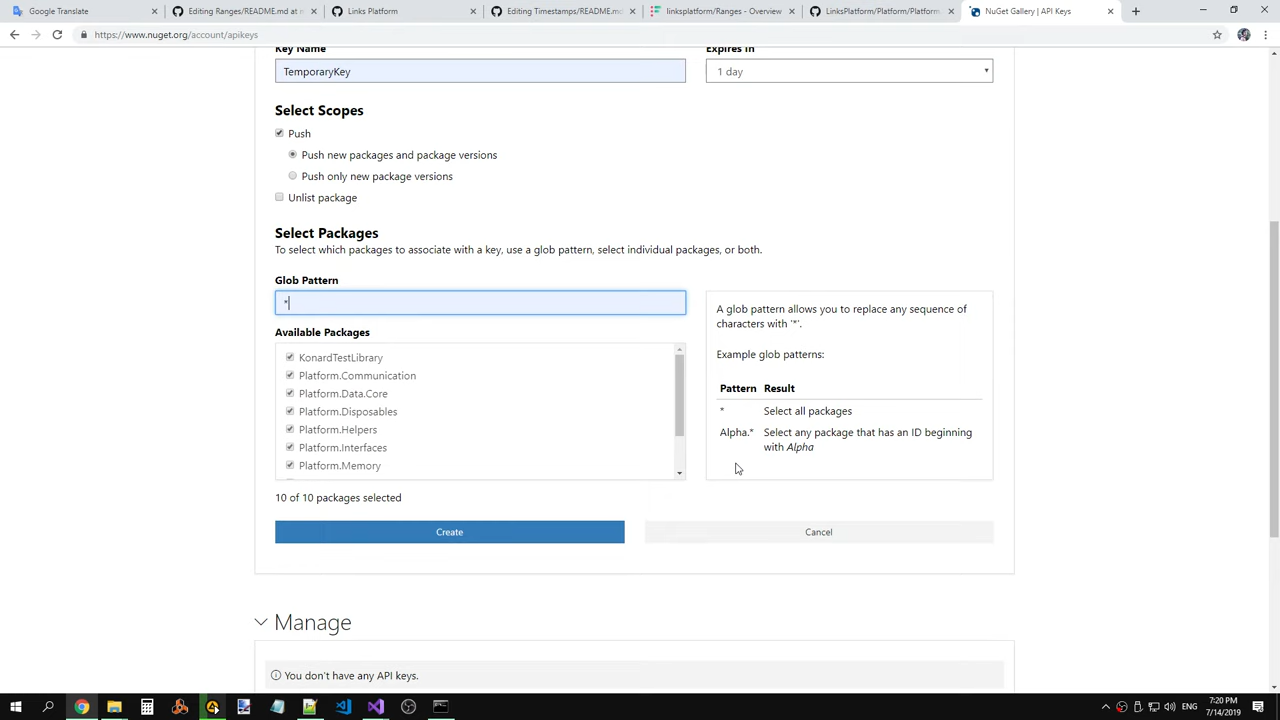 Google Translate
Editing Ranges/README.md at m
Links Platform
Editing Timestamps/README.m
linksplatform/Ranges - Overview
LinksPlatform/Platform/Platform.
NuGet Gallery | API Keys
https://www.nuget.org/account/apikeys
Key Name
Expires In
TemporaryKey
1 day
Select Scopes
Push
Push new packages and package versions
Push only new package versions
Unlist package
Select Packages
To select which packages to associate with a key, use a glob pattern, select individual packages, or both.
Glob Pattern
*
Available Packages
KonardTestLibrary
Platform.Communication
Platform.Data.Core
Platform.Disposables
Platform.Helpers
Platform.Interfaces
Platform.Memory
A glob pattern allows you to replace any sequence of
characters with '*'.
Example glob patterns:
Pattern Result
* Select all packages
Alpha.* Select any package that has an ID beginning
with Alpha
10 of 10 packages selected
Create
Cancel
Manage
You don't have any API keys.
ENG
7:20 PM
7/14/2019